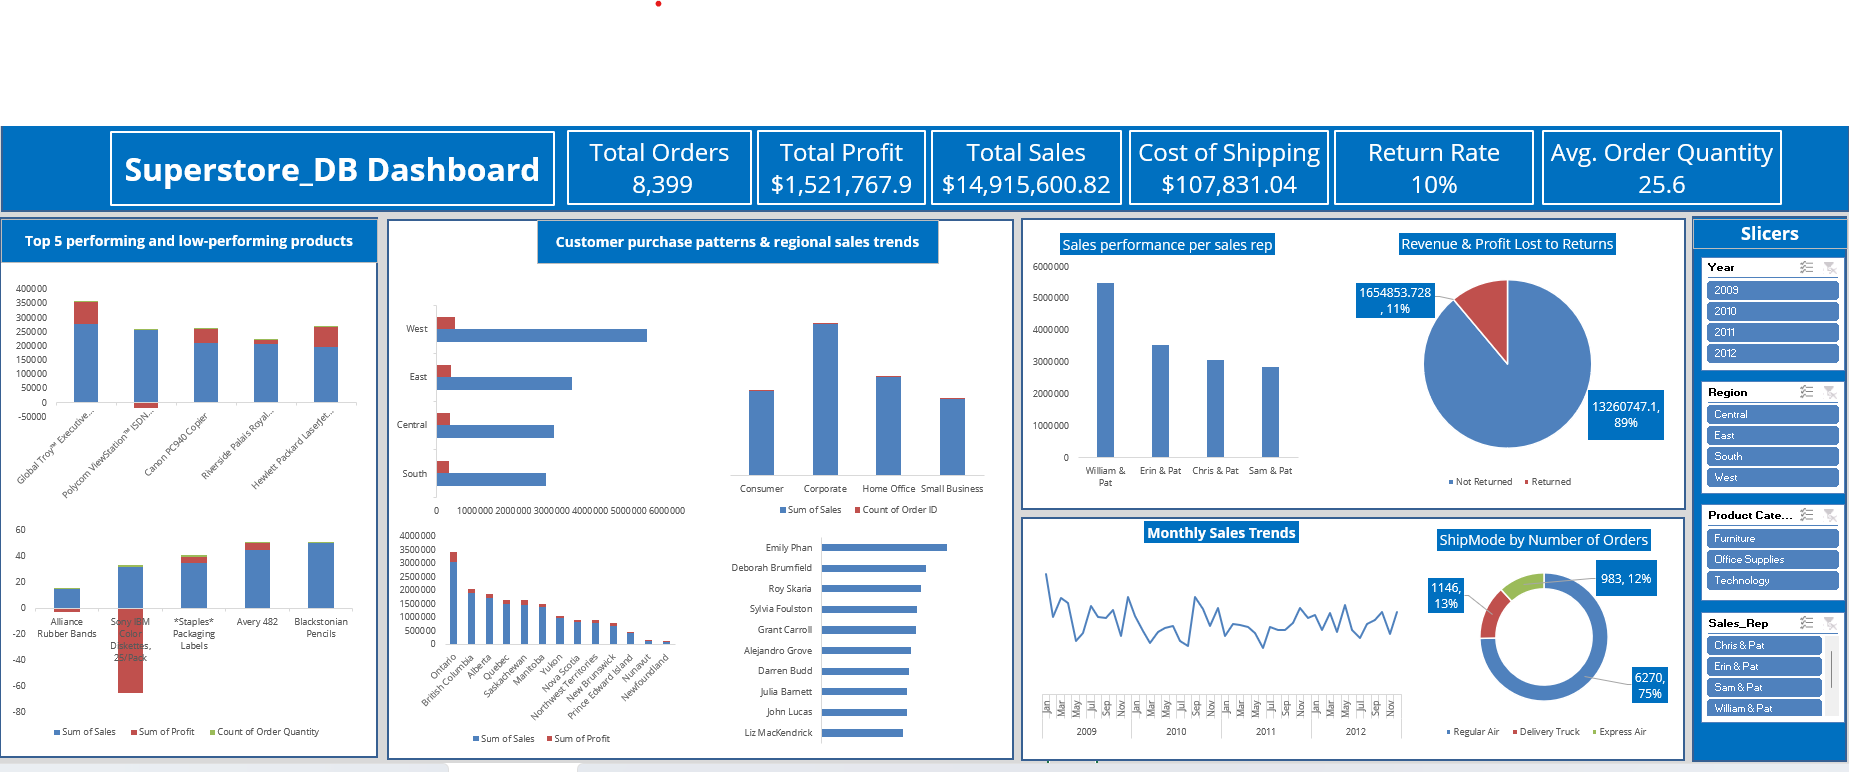 Superstore_DB Dashboard
Total Orders
8,399
Total Profit
$1,521,767.9
Total Sales
$14,915,600.82
Cost of Shipping
$107,831.04
Return Rate
10%
Avg. Order Quantity
25.6
Top 5 performing and low-performing products
400000
350000
300000
250000
200000
150000
100000
50000
0
-50000
Global Troy™ Executive...
Polycom ViewStation™ ISDN...
Canon PC940 Copier
Riverside Palais Royal...
Hewlett Packard LaserJet...
60
40
20
0
-20
-40
-60
-80
Alliance
Rubber Bands
Sony IBM
Color
Diskettes,
25/Pack
*Staples*
Packaging
Labels
Avery 482
Blackstonian
Pencils
Sum of Sales
Sum of Profit
Count of Order Quantity
Customer purchase patterns & regional sales trends
West
East
Central
South
0
1000000
2000000
3000000
4000000
5000000
6000000
Consumer
Corporate
Home Office
Small Business
Sum of Sales
Count of Order ID
4000000
3500000
3000000
2500000
2000000
1500000
1000000
500000
0
Ontario
British Columbia
Alberta
Quebec
Saskachewan
Manitoba
Yukon
Nova Scotia
Northwest Territories
New Brunswick
Prince Edward Island
Nunavut
Newfoundland
Sum of Sales
Sum of Profit
Emily Phan
Deborah Brumfield
Roy Skaria
Sylvia Foulston
Grant Carroll
Alejandro Grove
Darren Budd
Julia Barnett
John Lucas
Liz MacKendrick
Sales performance per sales rep
6000000
5000000
4000000
3000000
2000000
1000000
0
William &
Pat
Erin & Pat
Chris & Pat
Sam & Pat
Revenue & Profit Lost to Returns
1654853.728
, 11%
13260747.1,
89%
Not Returned
Returned
Monthly Sales Trends
Jan.
Mar.
May.
Jul.
Sep.
Nov.
Jan.
Mar.
May.
Jul.
Sep.
Nov.
Jan.
Mar.
May.
Jul.
Sep.
Nov.
Jan.
Mar.
May.
Jul.
Sep.
Nov.
2009
2010
2011
2012
ShipMode by Number of Orders
983, 12%
1146,
13%
6270,
75%
Regular Air
Delivery Truck
Express Air
Slicers
Year
2009
2010
2011
2012
Region
Central
East
South
West
Product Cate...
Furniture
Office Supplies
Technology
Sales_Rep
Chris & Pat
Erin & Pat
Sam & Pat
William & Pat